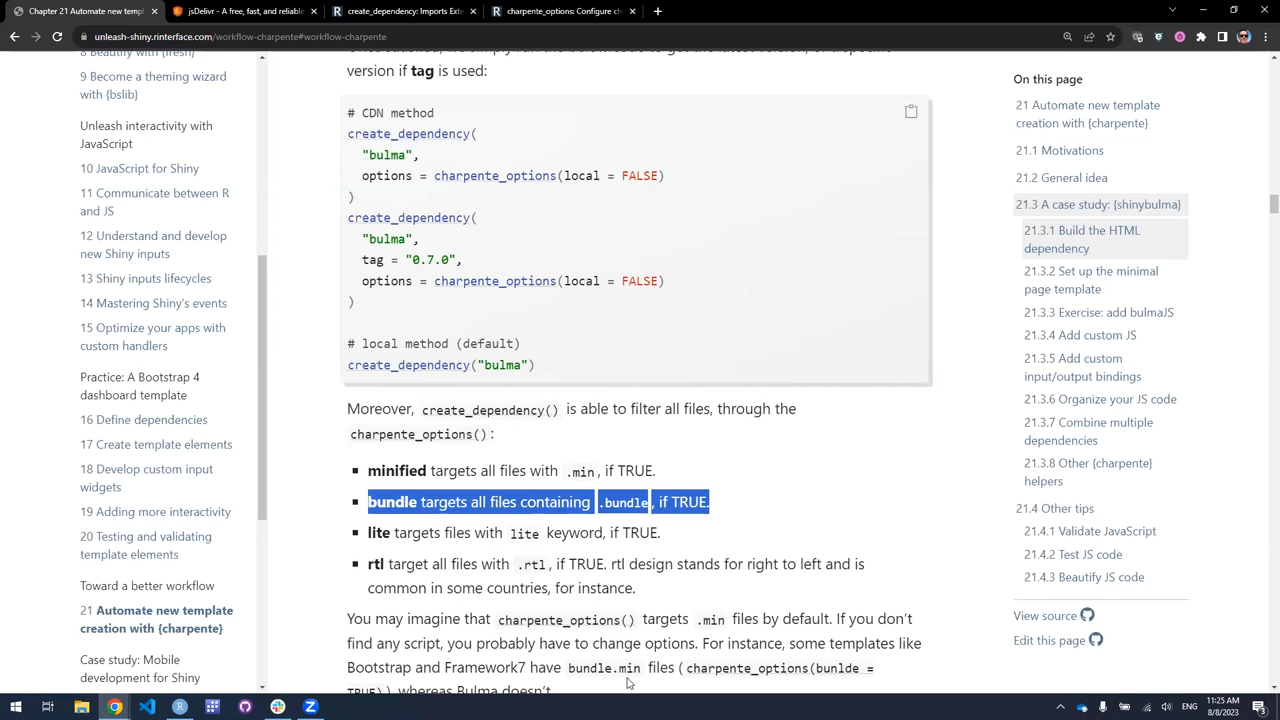 Chapter 21 Automate new templat
jsDelivr - A free, fast, and reliable
create_dependency: Imports Exter
charpente_options: Configure ch
unleash-shiny.rinterface.com/workflow-charpente#workflow-charpente
8 Beautify with {fresh}
9 Become a theming wizard
with {bslib}
Unleash interactivity with
JavaScript
10 JavaScript for Shiny
11 Communicate between R
and JS
12 Understand and develop
new Shiny inputs
13 Shiny inputs lifecycles
14 Mastering Shiny's events
15 Optimize your apps with
custom handlers
Practice: A Bootstrap 4
dashboard template
16 Define dependencies
17 Create template elements
18 Develop custom input
widgets
19 Adding more interactivity
20 Testing and validating
template elements
Toward a better workflow
21 Automate new template
creation with {charpente}
Case study: Mobile
development for Shiny
version if tag is used:
# CDN method
create_dependency(
"bulma",
options = charpente_options(local = FALSE)
)
create_dependency(
"bulma",
tag = "0.7.0",
options = charpente_options(local = FALSE)
)
# local method (default)
create_dependency("bulma")
Moreover, create_dependency() is able to filter all files, through the
charpente_options():
minified targets all files with .min, if TRUE.
bundle targets all files containing .bundle, if TRUE.
lite targets files with lite keyword, if TRUE.
rtl target all files with .rtl, if TRUE. rtl design stands for right to left and is
common in some countries, for instance.
You may imagine that charpente_options() targets .min files by default. If you don't
find any script, you probably have to change options. For instance, some templates like
Bootstrap and Framework7 have bundle.min files (charpente_options(bunlde =
TRUE)), whereas Bulma doesn't.
On this page
21 Automate new template
creation with {charpente}
21.1 Motivations
21.2 General idea
21.3 A case study: {shinybulma}
21.3.1 Build the HTML
dependency
21.3.2 Set up the minimal
page template
21.3.3 Exercise: add bulmaJS
21.3.4 Add custom JS
21.3.5 Add custom
input/output bindings
21.3.6 Organize your JS code
21.3.7 Combine multiple
dependencies
21.3.8 Other {charpente}
helpers
21.4 Other tips
21.4.1 Validate JavaScript
21.4.2 Test JS code
21.4.3 Beautify JS code
View source
Edit this page
ENG
11:25 AM
8/8/2023